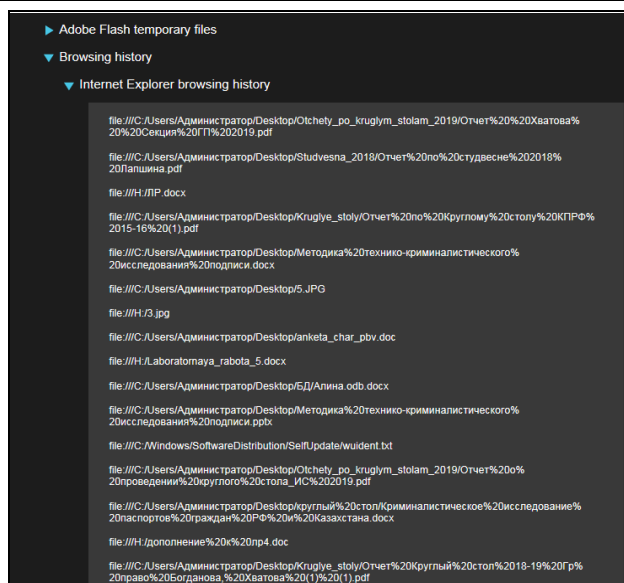 Adobe Flash temporary files
Browsing history
Internet Explorer browsing history
file:///C:/Users/Администратор/Desktop/Otchety_po_kruglym_stolam_2019/Отчет%20%20Хватова%
20%20Секция%20ГП%202019.pdf
file:///C:/Users/Администратор/Desktop/Studvesna_2018/Отчет%20по%20студвесне%202018%
20Лапшина.pdf
file:///H:/ЛР.docx
file:///C:/Users/Администратор/Desktop/Kruglye_stoly/Отчет%20по%20Круглому%20столу%20КПРФ%
2015-16%20(1).pdf
file:///C:/Users/Администратор/Desktop/Методика%20технико-криминалистического%
20исследования%20подписи.docx
file:///C:/Users/Администратор/Desktop/5.JPG
file:///H:/3.jpg
file:///C:/Users/Администратор/Desktop/anketa_char_pbv.doc
file:///H:/Laboratornaya_rabota_5.docx
file:///C:/Users/Администратор/Desktop/БД/Алина.odb.docx
file:///C:/Users/Администратор/Desktop/Методика%20технико-криминалистического%
20исследования%20подписи.pptx
file:///C:/Windows/SoftwareDistribution/SelfUpdate/wuident.txt
file:///C:/Users/Администратор/Desktop/Otchety_po_kruglym_stolam_2019/Отчет%20о%
20проведении%20круглого%20стола_ИС%202019.pdf
file:///C:/Users/Администратор/Desktop/круглый%20стол/Криминалистическое%20исследование%
20паспортов%20граждан%20РФ%20и%20Казахстана.docx
file:///H:/дополнение%20к%20лр4.doc
file:///C:/Users/Администратор/Desktop/Kruglye_stoly/Отчет%20Круглый%20стол%2018-19%20Гр%
20право%20Богданова,%20Хватова%20(1)%20(1).pdf